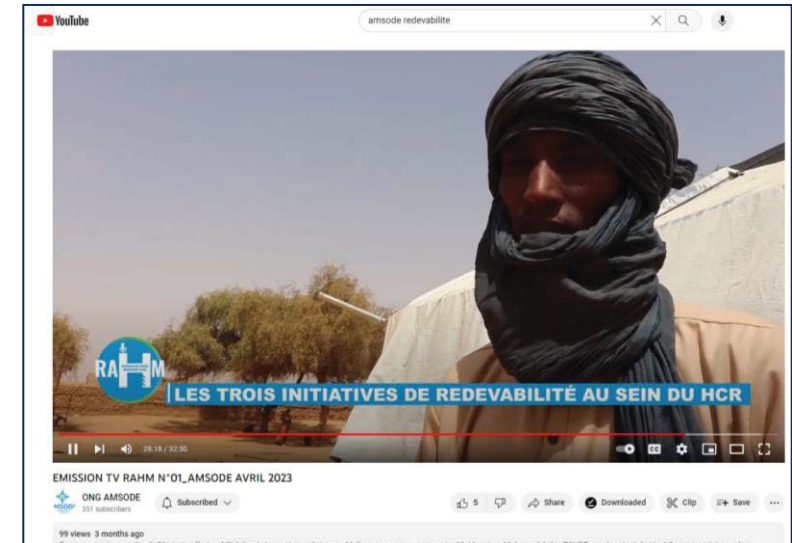 YouTube
amsode redevabilite
RAHM
LES TROIS INITIATIVES DE REDEVABILITÉ AU SEIN DU HCR
28:18 / 32:30
EMISSION TV RAHM N°01_AMSODE AVRIL 2023
ONG AMSODE
351 subscribers
Subscribed
5
Share
Downloaded
Clip
Save
99 views 3 months ago